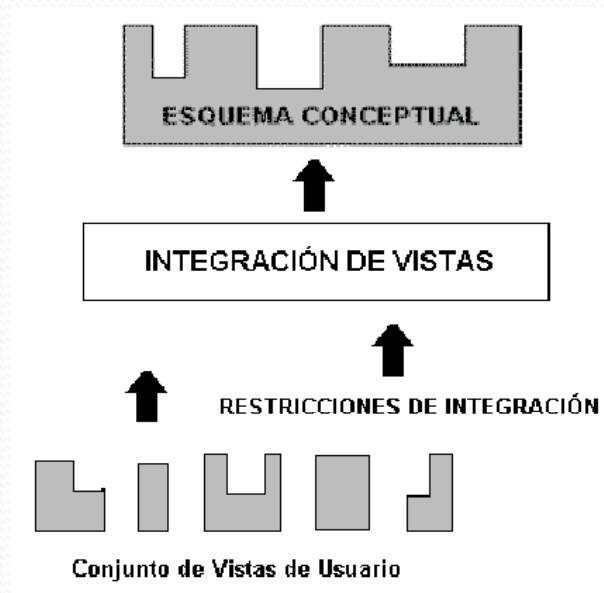 ESQUEMA CONCEPTUAL
INTEGRACIÓN DE VISTAS
RESTRICCIONES DE INTEGRACIÓN
Conjunto de Vistas de Usuario